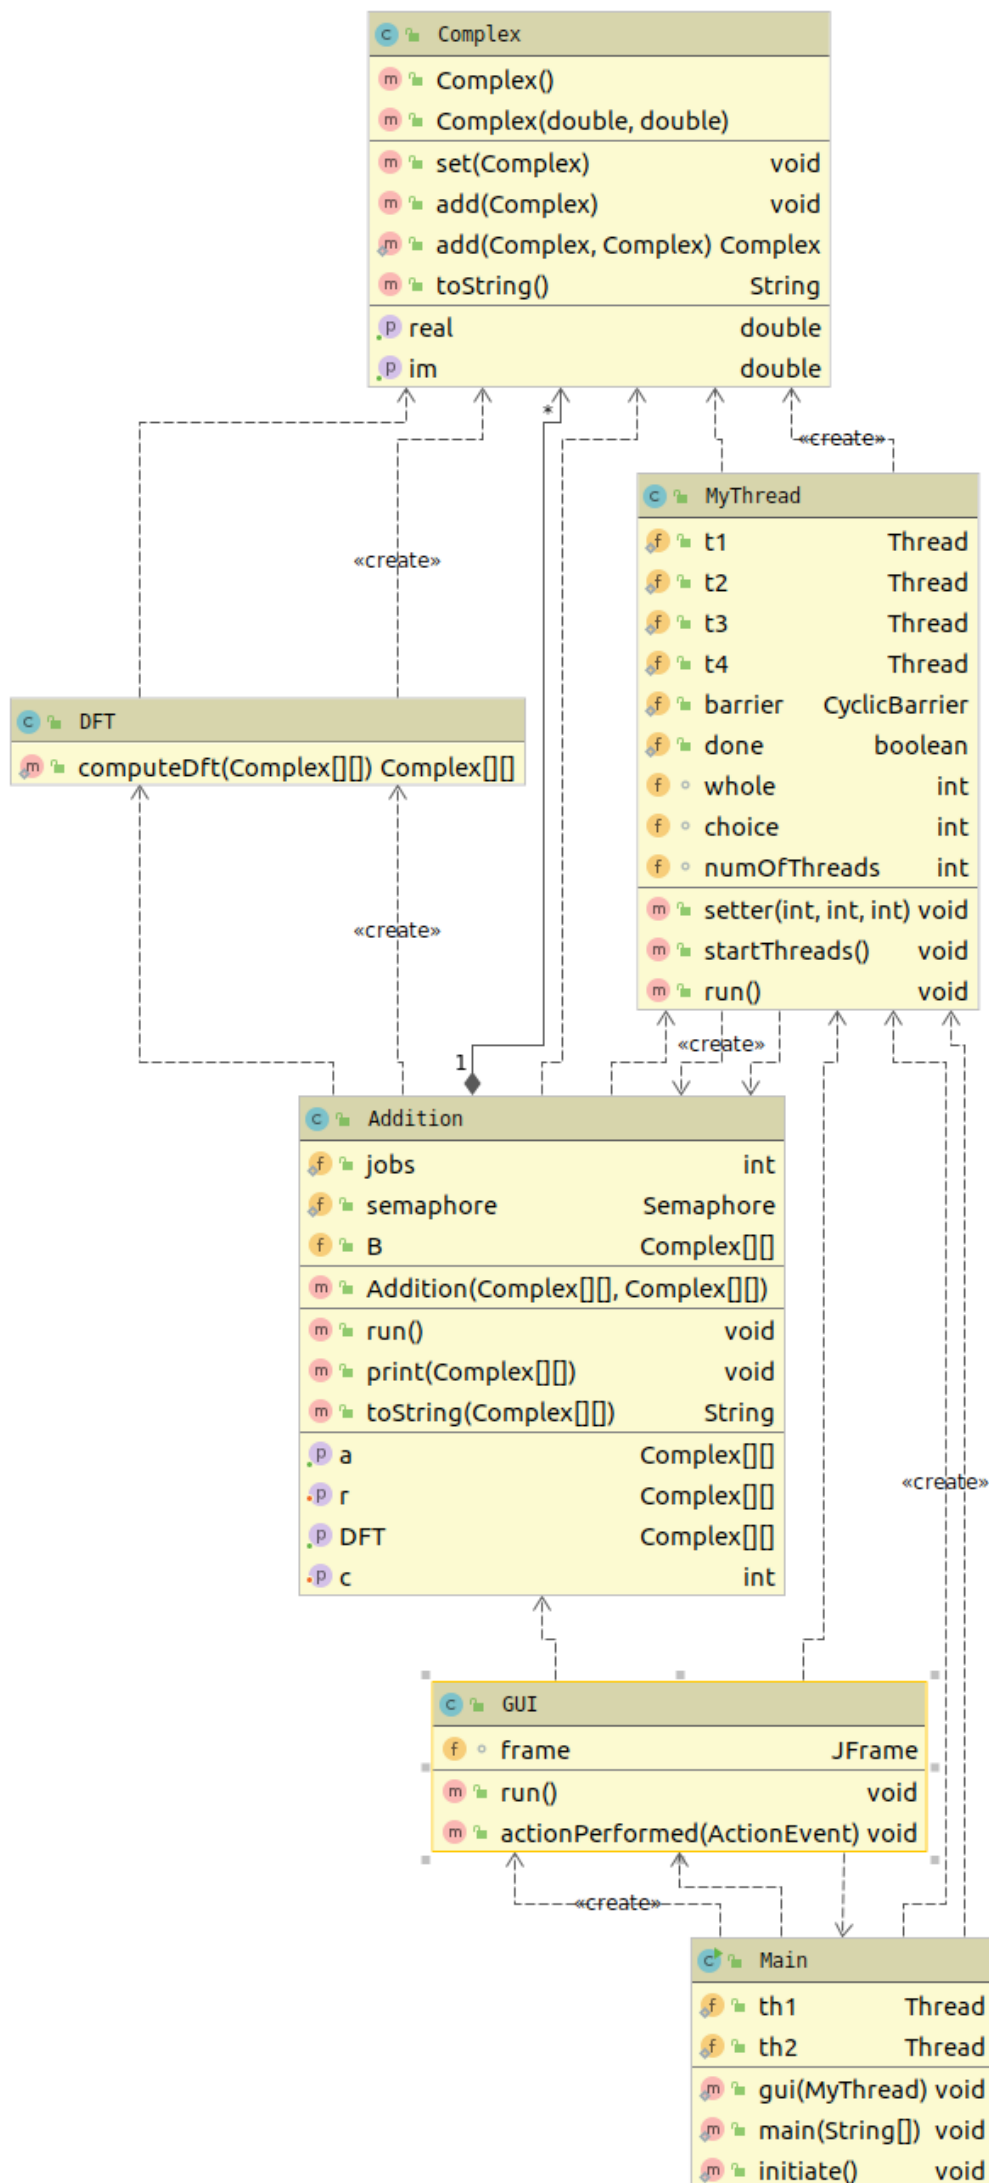 Complex
Complex()
Complex(double, double)
set(Complex) void
add(Complex) void
add(Complex, Complex) Complex
toString() String
real double
im double
*
«create»
MyThread
t1 Thread
t2 Thread
t3 Thread
t4 Thread
barrier CyclicBarrier
done boolean
whole int
choice int
numOfThreads int
setter(int, int, int) void
startThreads() void
run() void
«create»
DFT
computeDft(Complex[][]) Complex[][]
«create»
«create»
1
Addition
jobs int
semaphore Semaphore
B Complex[][]
Addition(Complex[][], Complex[][])
run() void
print(Complex[][]) void
toString(Complex[][]) String
a Complex[][]
r Complex[][]
DFT Complex[][]
c int
«create»
GUI
frame JFrame
run() void
actionPerformed(ActionEvent) void
«create»
Main
th1 Thread
th2 Thread
gui(MyThread) void
main(String[]) void
initiate() void